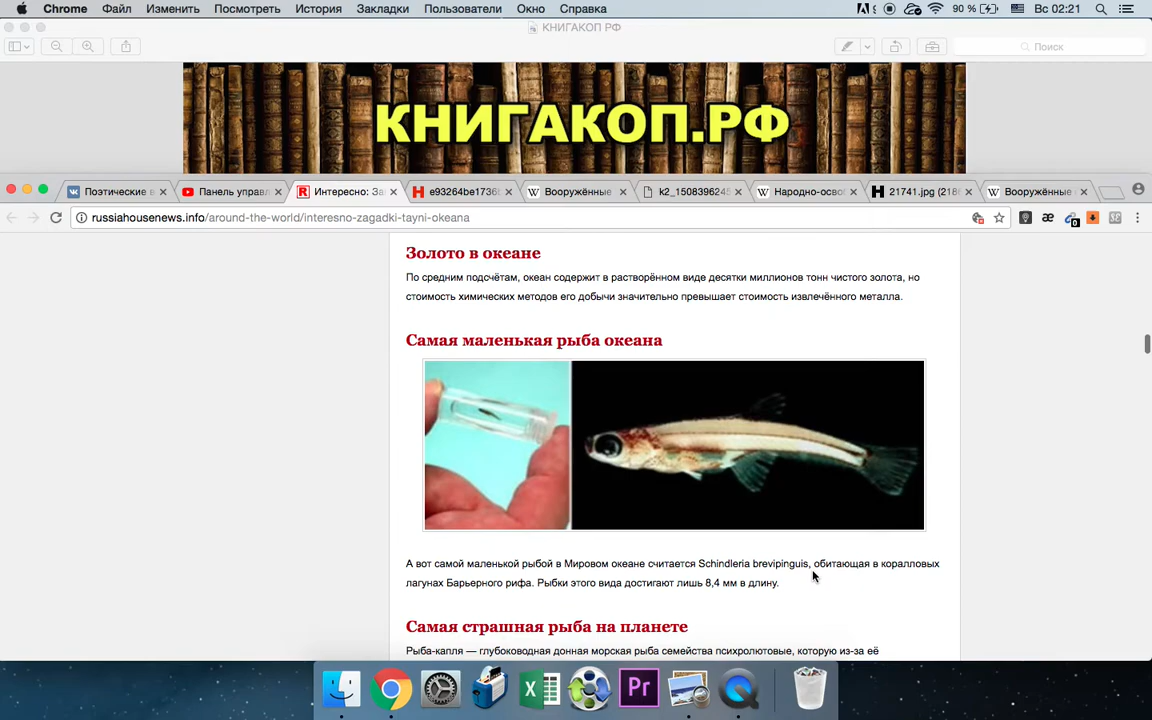 Chrome Файл Изменить Посмотреть История Закладки Пользователи Окно Справка 90 % Вс 02:21
КНИГАКОП РФ
Поиск
КНИГАКОП.РФ
Поэтические в Панель управл Интересно: За e93264be1736b Вооружённые k2_1508396245 Народно-осво 21741.jpg (218 Вооружённые
russiahousenews.info/around-the-world/interesno-zagadki-tayni-okeana
Золото в океане
По средним подсчётам, океан содержит в растворённом виде десятки миллионов тонн чистого золота, но
стоимость химических методов его добычи значительно превышает стоимость извлечённого металла.
Самая маленькая рыба океана
А вот самой маленькой рыбой в Мировом океане считается Schindleria brevipinguis, обитающая в коралловых
лагунах Барьерного рифа. Рыбки этого вида достигают лишь 8,4 мм в длину.
Самая страшная рыба на планете
Рыба-капля — глубоководная донная морская рыба семейства психролютовые, которую из-за её
Pr